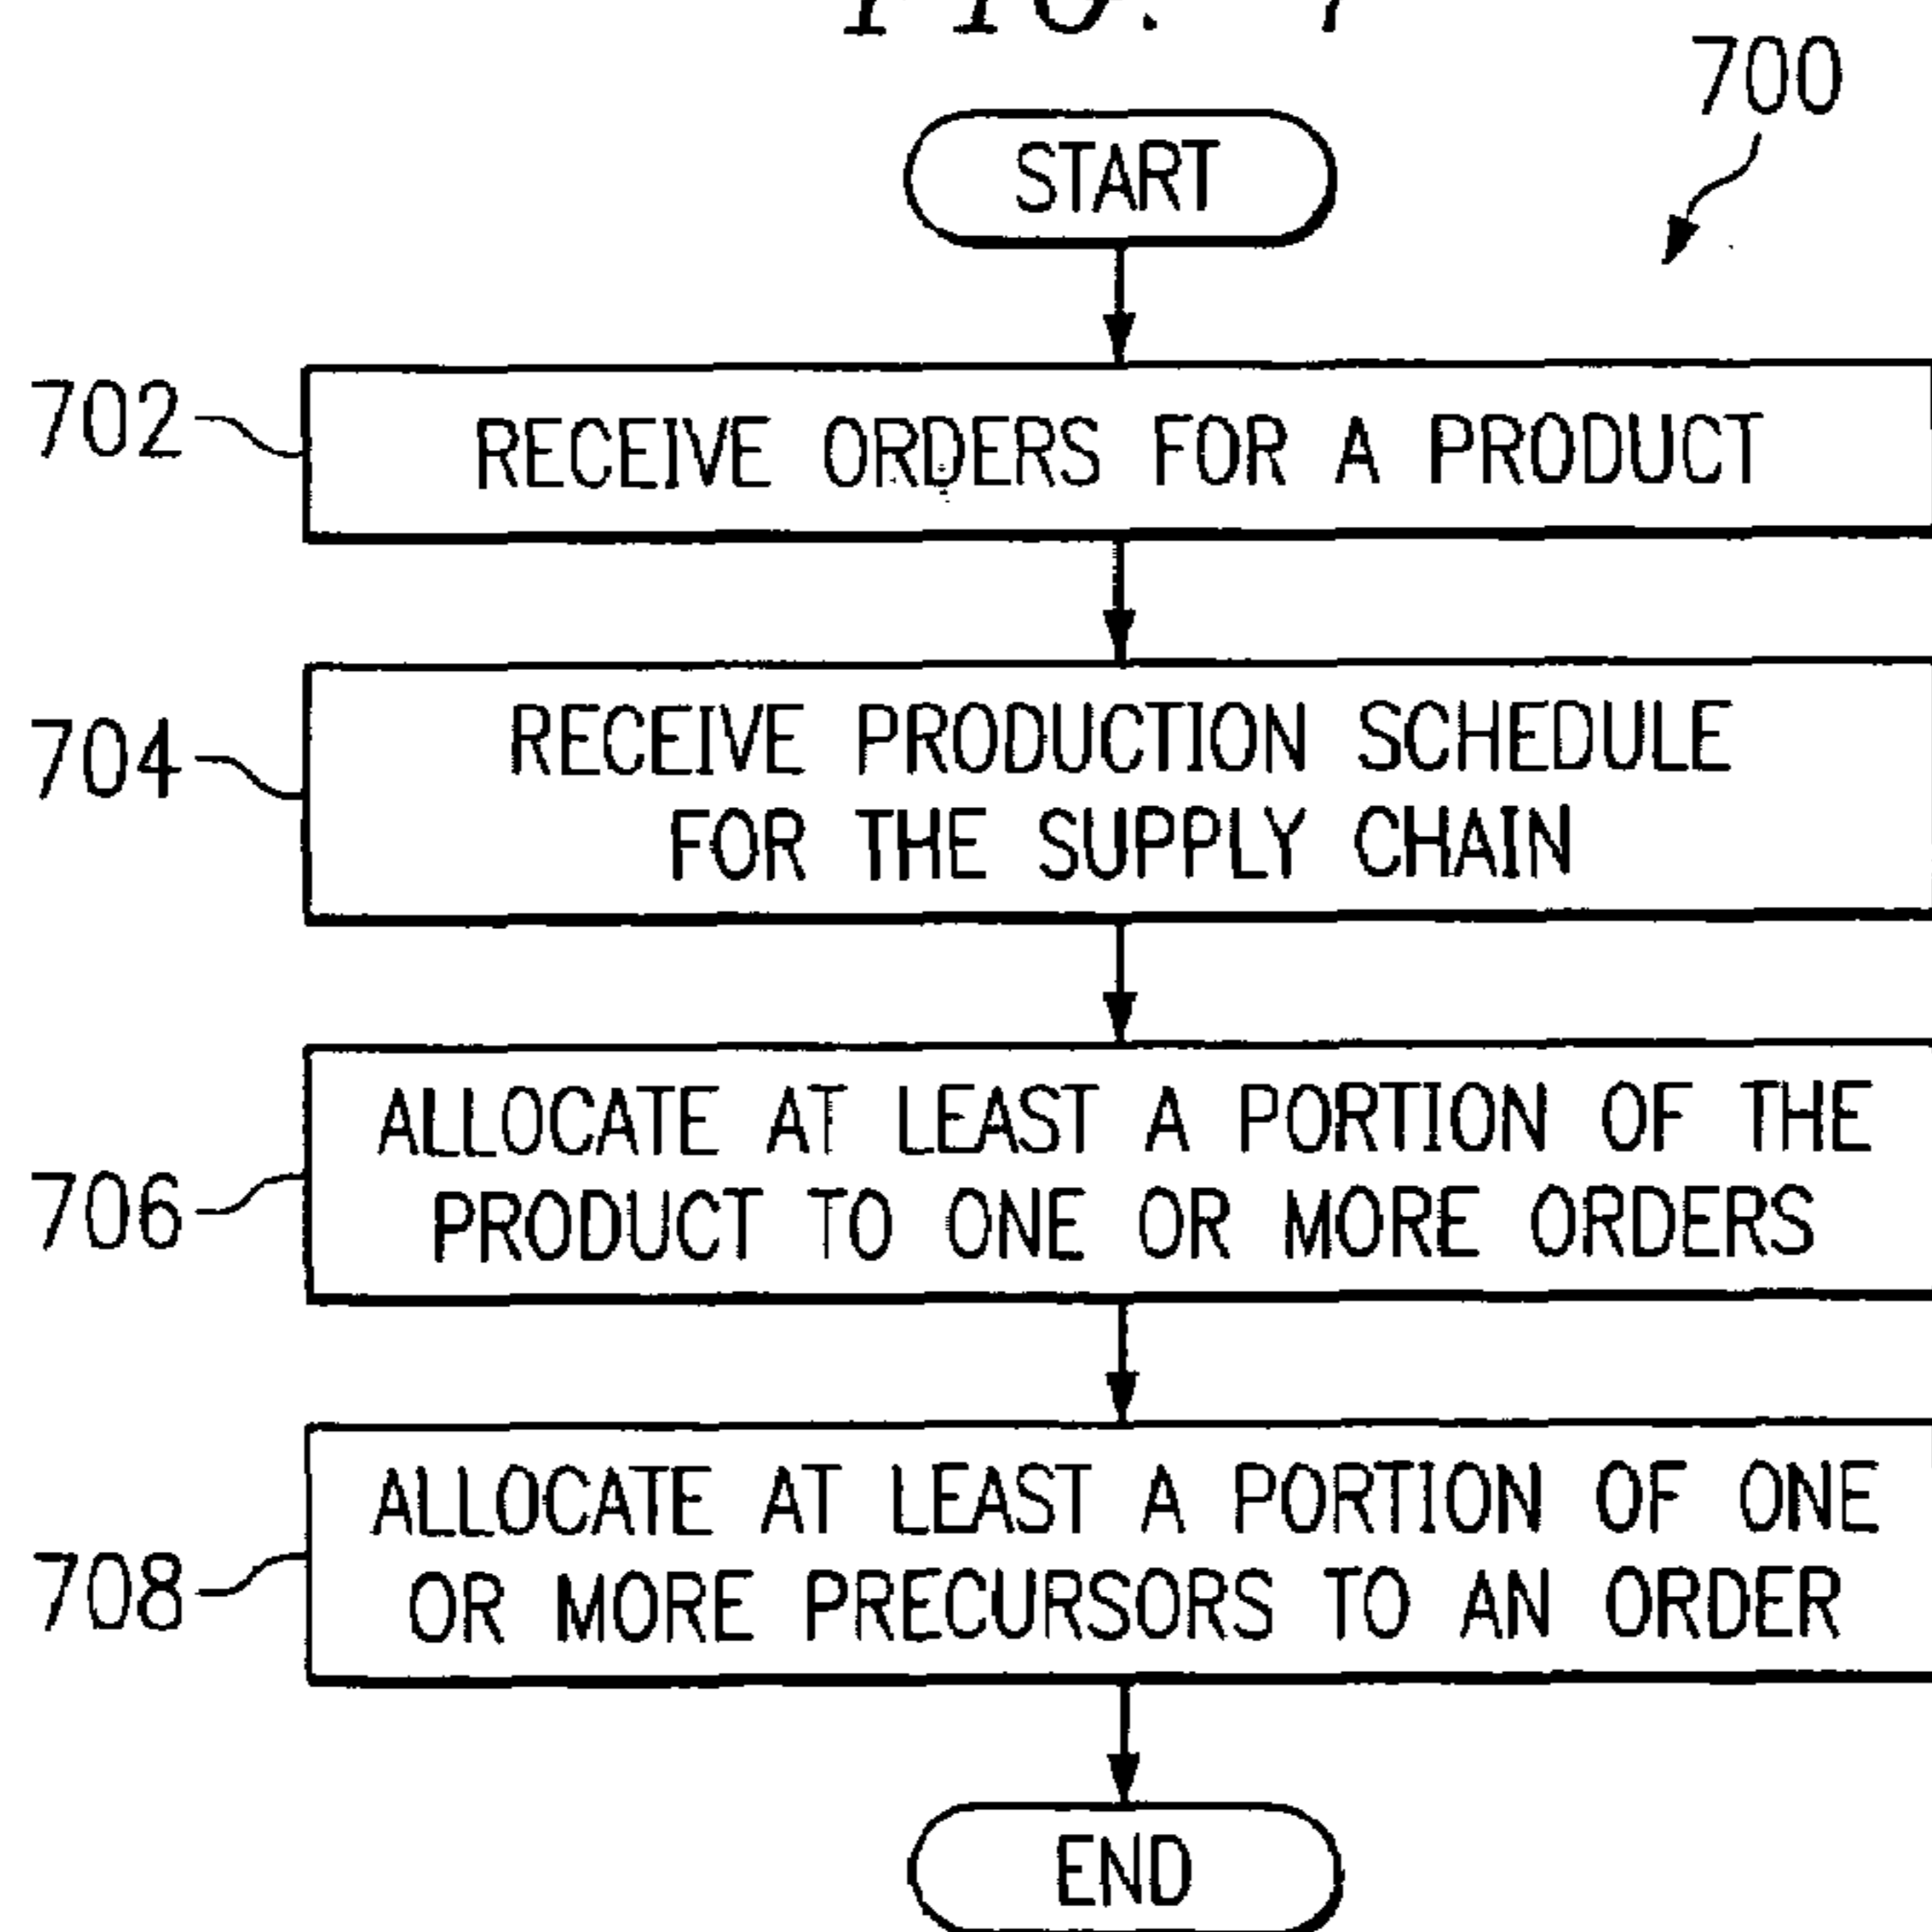 FIG. 7
700
START
702
RECEIVE ORDERS FOR A PRODUCT
704
RECEIVE PRODUCTION SCHEDULE
FOR THE SUPPLY CHAIN
706
ALLOCATE AT LEAST A PORTION OF THE
PRODUCT TO ONE OR MORE ORDERS
708
ALLOCATE AT LEAST A PORTION OF ONE
OR MORE PRECURSORS TO AN ORDER
END